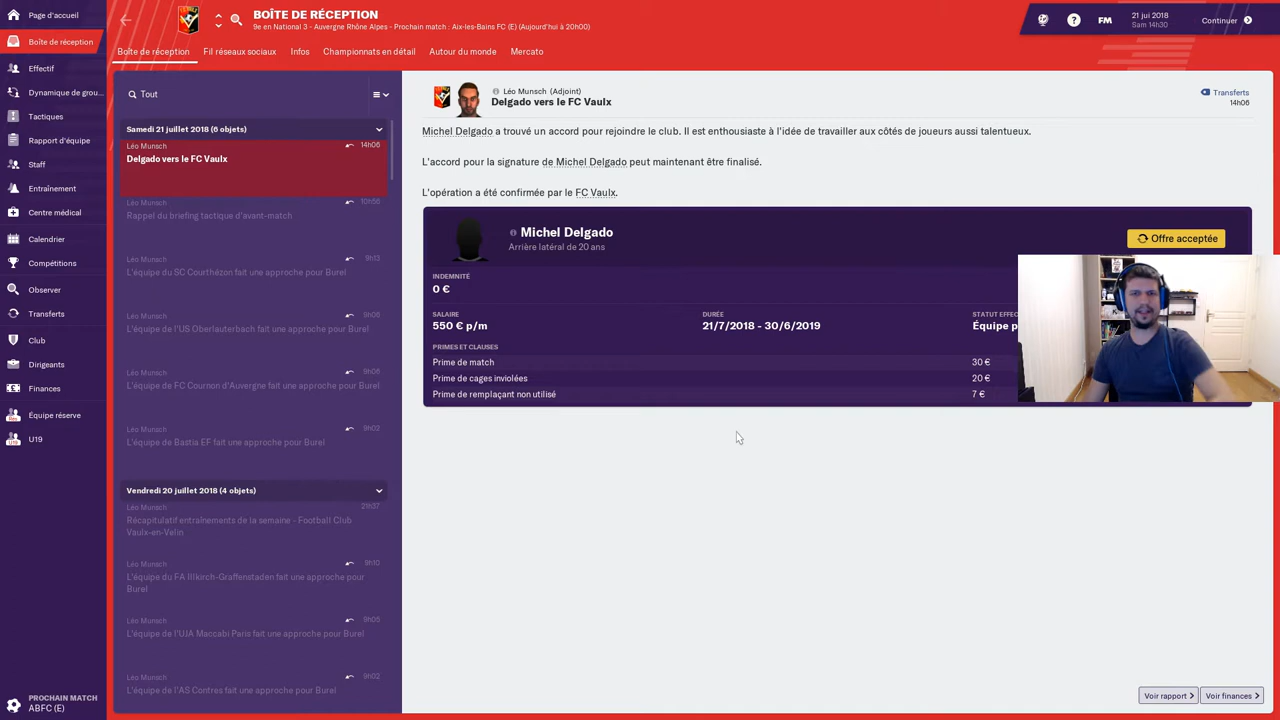 Page d'accueil
Boîte de réception
Effectif
Dynamique de grou...
Tactiques
Rapport d'équipe
Staff
Entraînement
Centre médical
Calendrier
Compétitions
Observer
Transferts
Club
Dirigeants
Finances
Équipe réserve
U19
PROCHAIN MATCH
ABFC (E)
BOÎTE DE RÉCEPTION
9e en National 3 - Auvergne Rhône Alpes - Prochain match : Aix-les-Bains FC (E) (Aujourd'hui à 20h00)
FM
21 jui 2018
Sam 14h30
Continuer
Boîte de réception Fil réseaux sociaux Infos Championnats en détail Autour du monde Mercato
Tout
Samedi 21 juillet 2018 (6 objets)
Léo Munsch 14h06
Delgado vers le FC Vaulx
Léo Munsch
Rappel du briefing tactique d'avant-match
Léo Munsch 9h13
L'équipe du SC Courthézon fait une approche pour Burel
Léo Munsch 9h06
L'équipe de l'US Oberlauterbach fait une approche pour Burel
Léo Munsch 9h06
L'équipe de FC Cournon d'Auvergne fait une approche pour Burel
Léo Munsch 9h02
L'équipe de Bastia EF fait une approche pour Burel
Vendredi 20 juillet 2018 (4 objets)
Léo Munsch 21h37
Récapitulatif entraînements de la semaine - Football Club
Vaulx-en-Velin
Léo Munsch
L'équipe du FA Illkirch-Graffenstaden fait une approche pour
Burel
Léo Munsch 9h05
L'équipe de l'UJA Maccabi Paris fait une approche pour Burel
Léo Munsch 9h02
L'équipe de l'AS Contres fait une approche pour Burel
Léo Munsch (Adjoint)
Delgado vers le FC Vaulx
Transferts
14h06
Michel Delgado a trouvé un accord pour rejoindre le club. Il est enthousiaste à l'idée de travailler aux côtés de joueurs aussi talentueux.
L'accord pour la signature de Michel Delgado peut maintenant être finalisé.
L'opération a été confirmée par le FC Vaulx.
Michel Delgado
Arrière latéral de 20 ans
Offre acceptée
INDEMNITÉ
0 €
SALAIRE
550 € p/m
DURÉE
21/7/2018 - 30/6/2019
STATUT EFFEC
Équipe p
PRIMES ET CLAUSES
Prime de match 30 €
Prime de cages inviolées 20 €
Prime de remplaçant non utilisé 7 €
Voir rapport
Voir finances